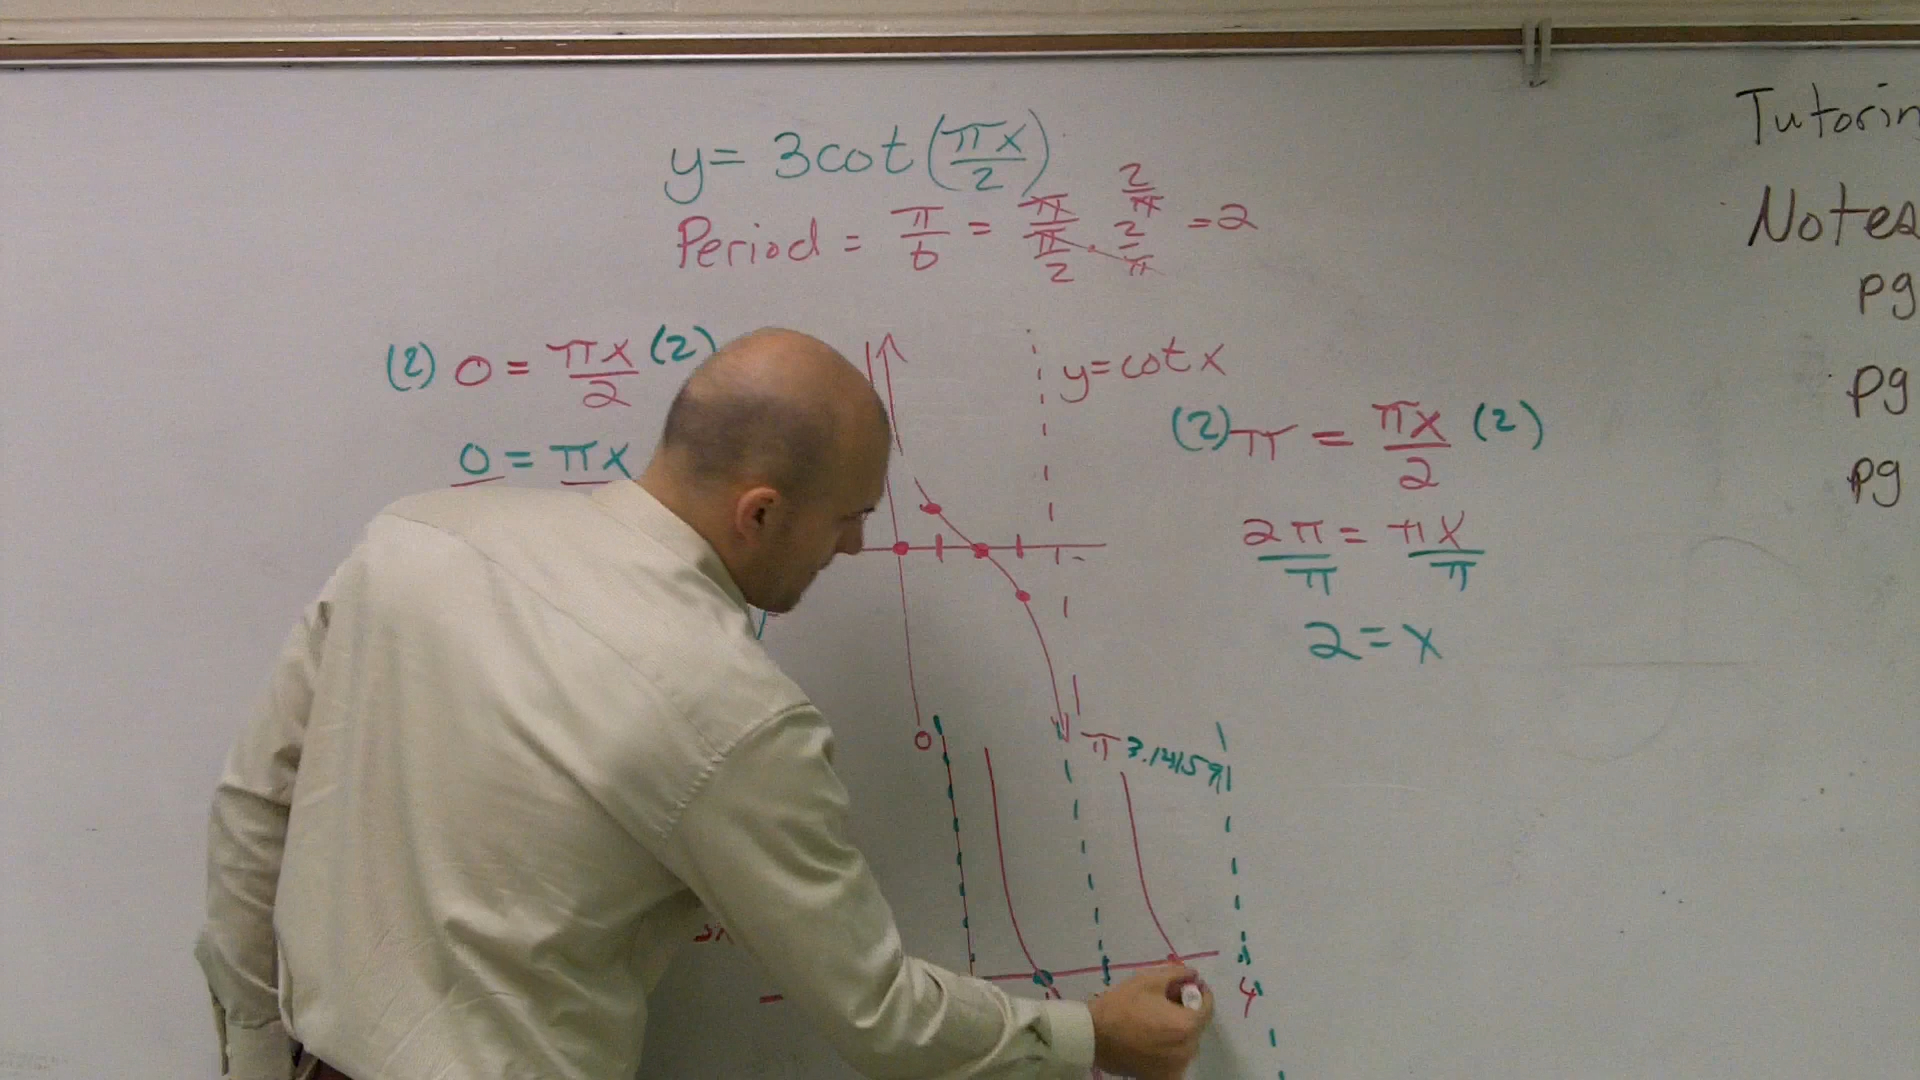 y = 3cot(πx/2)
Period = π/b = π/(π/2) · (2/π)/(2/π) = 2
(2) 0 = πx/2 (2)
0 = πx
y = cot x
(2) π = πx/2 (2)
2π/π = πx/π
2 = x
0
π 3.14159
4
Tutorin
Notes
pg
pg
pg